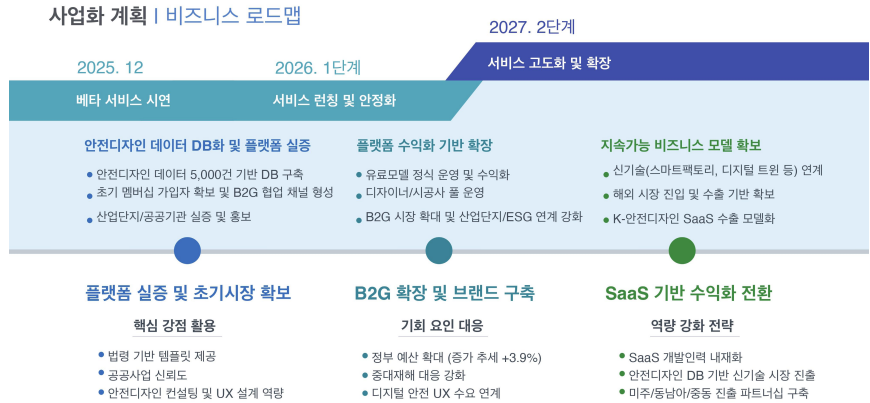 사업화 계획 | 비즈니스 로드맵
2025. 12
2026. 1단계
2027. 2단계
베타 서비스 시연
서비스 런칭 및 안정화
서비스 고도화 및 확장
안전디자인 데이터 DB화 및 플랫폼 실증
• 안전디자인 데이터 5,000건 기반 DB 구축
• 초기 멤버십 가입자 확보 및 B2G 협업 채널 형성
• 산업단지/공공기관 실증 및 홍보
플랫폼 수익화 기반 확장
• 유료모델 정식 운영 및 수익화
• 디자이너/시공사 풀 운영
• B2G 시장 확대 및 산업단지/ESG 연계 강화
지속가능 비즈니스 모델 확보
• 신기술(스마트팩토리, 디지털 트윈 등) 연계
• 해외 시장 진입 및 수출 기반 확보
• K-안전디자인 SaaS 수출 모델화
플랫폼 실증 및 초기시장 확보
핵심 강점 활용
• 법령 기반 템플릿 제공
• 공공사업 신뢰도
• 안전디자인 컨설팅 및 UX 설계 역량
B2G 확장 및 브랜드 구축
기회 요인 대응
• 정부 예산 확대 (증가 추세 +3.9%)
• 중대재해 대응 강화
• 디지털 안전 UX 수요 연계
SaaS 기반 수익화 전환
역량 강화 전략
• SaaS 개발인력 내재화
• 안전디자인 DB 기반 신기술 시장 진출
• 미주/동남아/중동 진출 파트너십 구축